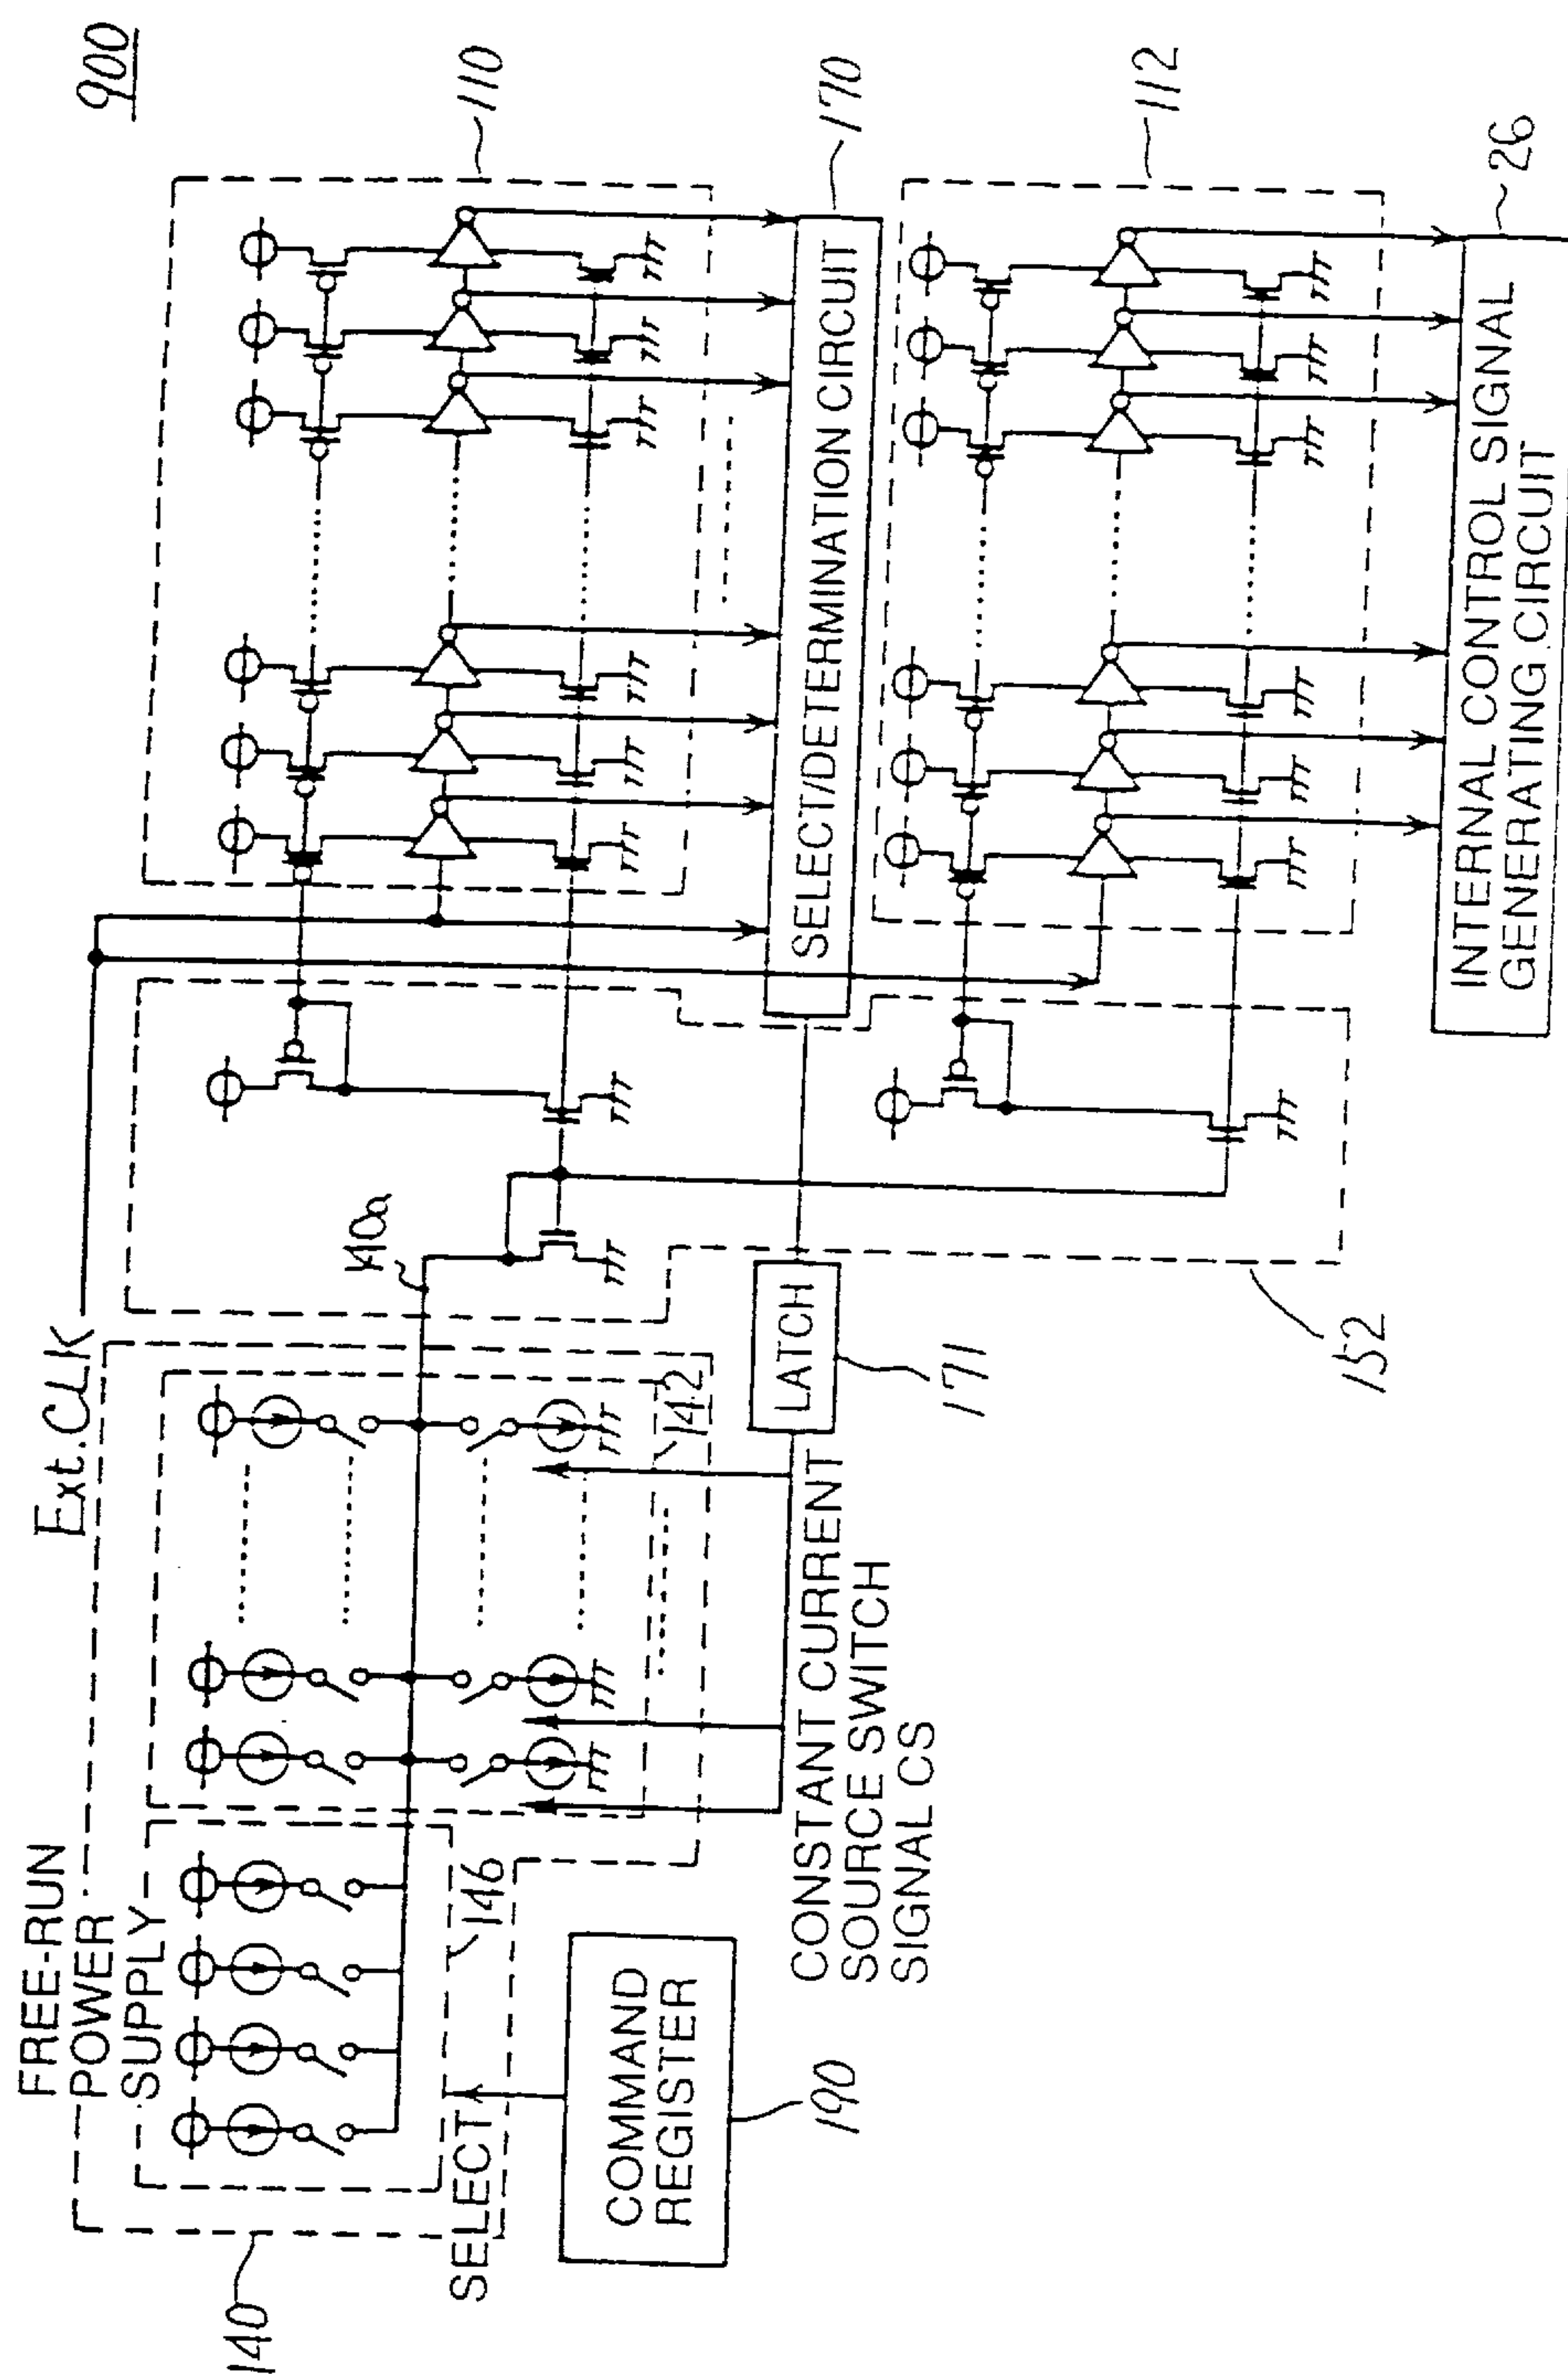 900
FREE-RUN
POWER
SUPPLY
Ext.CLK
140
140a
110
146
142
SELECT
COMMAND
REGISTER
190
CONSTANT CURRENT
SOURCE SWITCH
SIGNAL CS
LATCH
171
SELECT/DETERMINATION CIRCUIT
170
152
112
INTERNAL CONTROL SIGNAL
GENERATING CIRCUIT
26